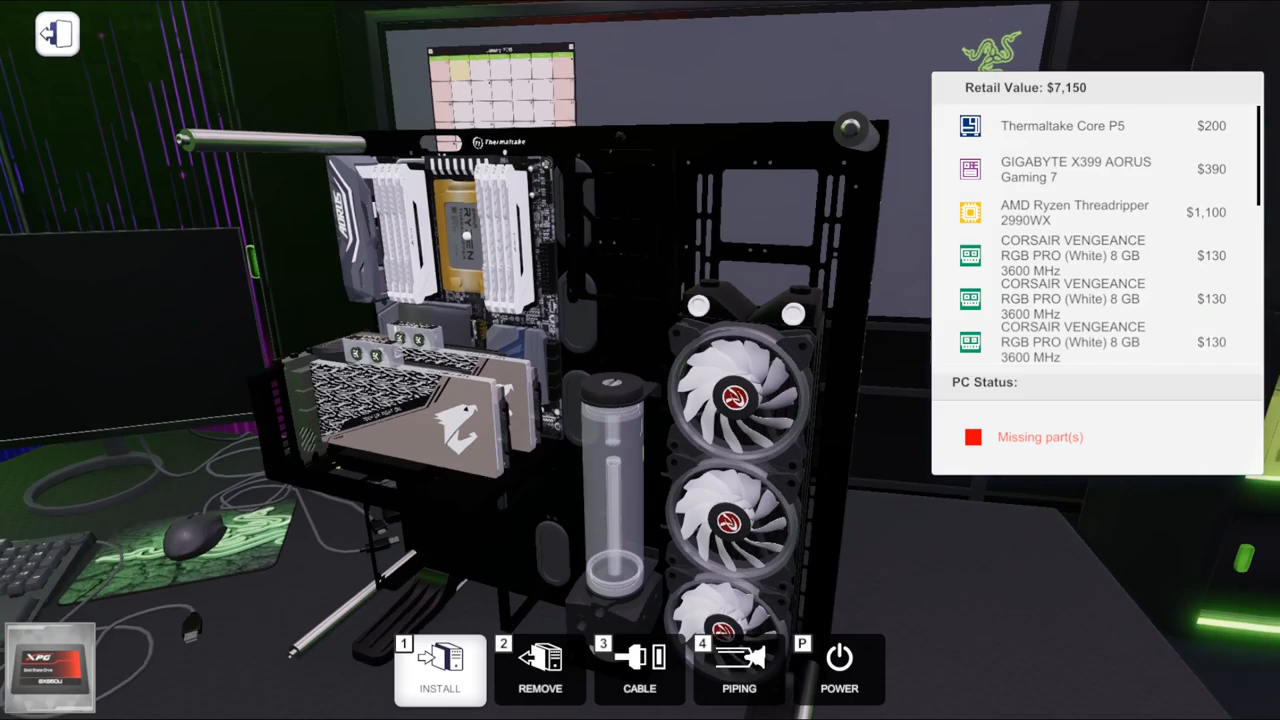 Retail Value: $7,150
Thermaltake Core P5 $200
GIGABYTE X399 AORUS
Gaming 7 $390
AMD Ryzen Threadripper
2990WX $1,100
CORSAIR VENGEANCE
RGB PRO (White) 8 GB
3600 MHz $130
CORSAIR VENGEANCE
RGB PRO (White) 8 GB
3600 MHz $130
CORSAIR VENGEANCE
RGB PRO (White) 8 GB
3600 MHz $130
PC Status:
Missing part(s)
Thermaltake
AORUS
RYZEN
XPG
1 INSTALL
2 REMOVE
3 CABLE
4 PIPING
P POWER